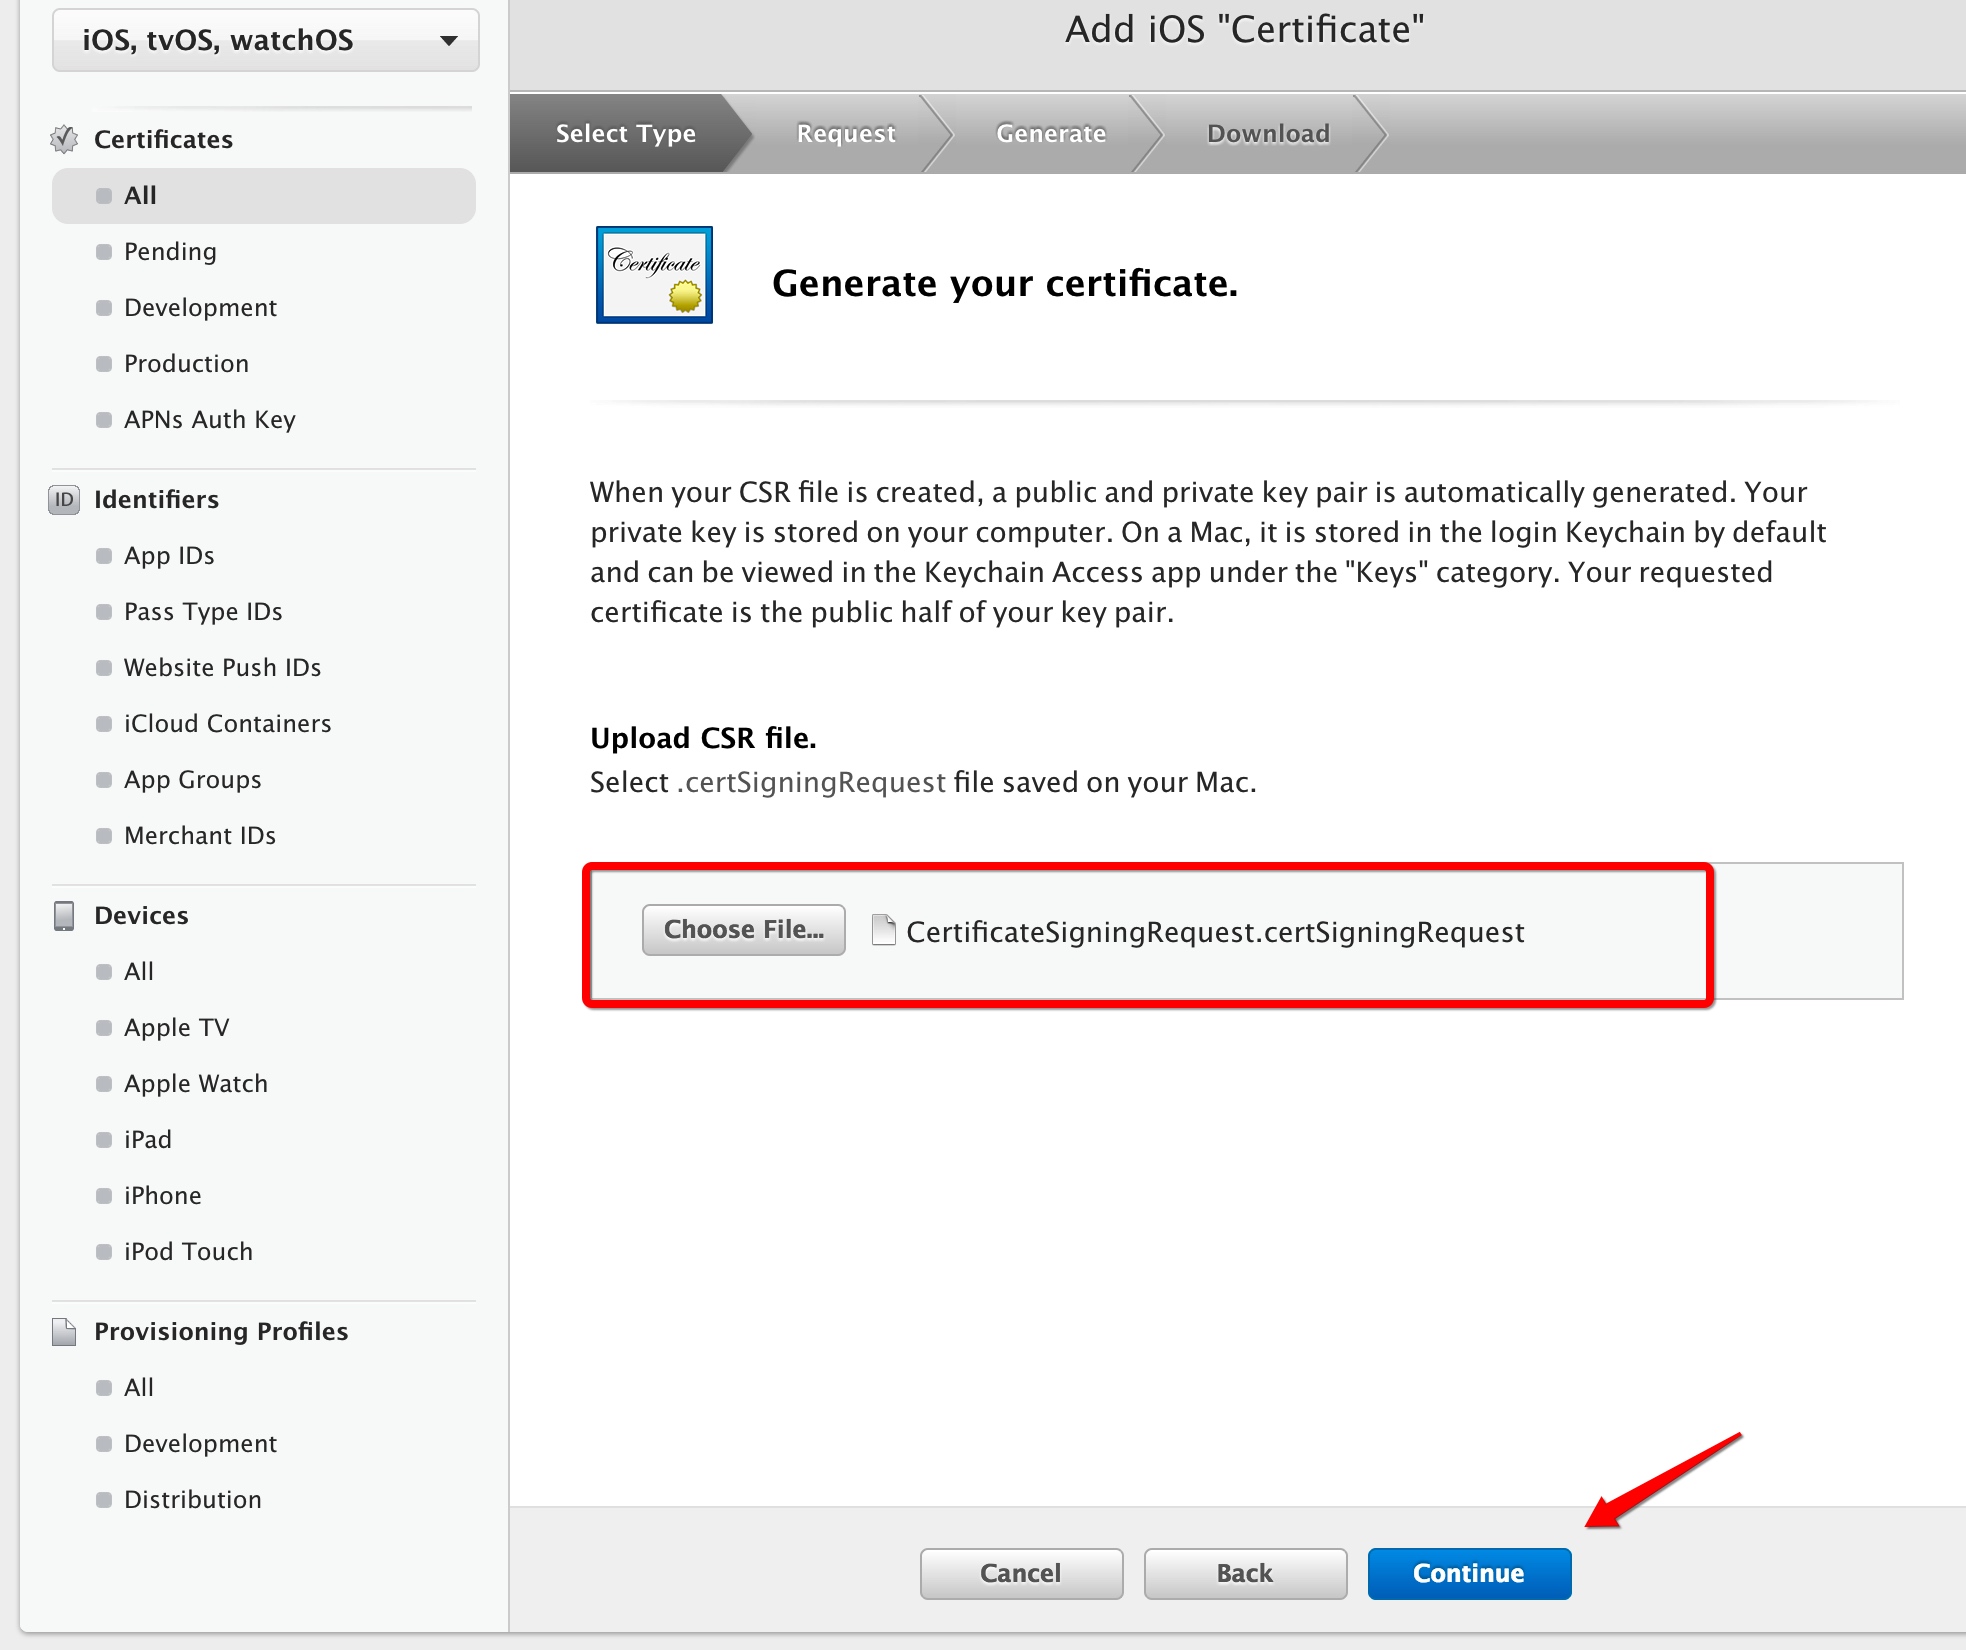 iOS, tvOS, watchOS
Certificates
All
Pending
Development
Production
APNs Auth Key
ID Identifiers
App IDs
Pass Type IDs
Website Push IDs
iCloud Containers
App Groups
Merchant IDs
Devices
All
Apple TV
Apple Watch
iPad
iPhone
iPod Touch
Provisioning Profiles
All
Development
Distribution
Add iOS "Certificate"
Select Type Request Generate Download
Certificate
Generate your certificate.
When your CSR file is created, a public and private key pair is automatically generated. Your
private key is stored on your computer. On a Mac, it is stored in the login Keychain by default
and can be viewed in the Keychain Access app under the "Keys" category. Your requested
certificate is the public half of your key pair.
Upload CSR file.
Select .certSigningRequest file saved on your Mac.
Choose File... CertificateSigningRequest.certSigningRequest
Cancel Back Continue